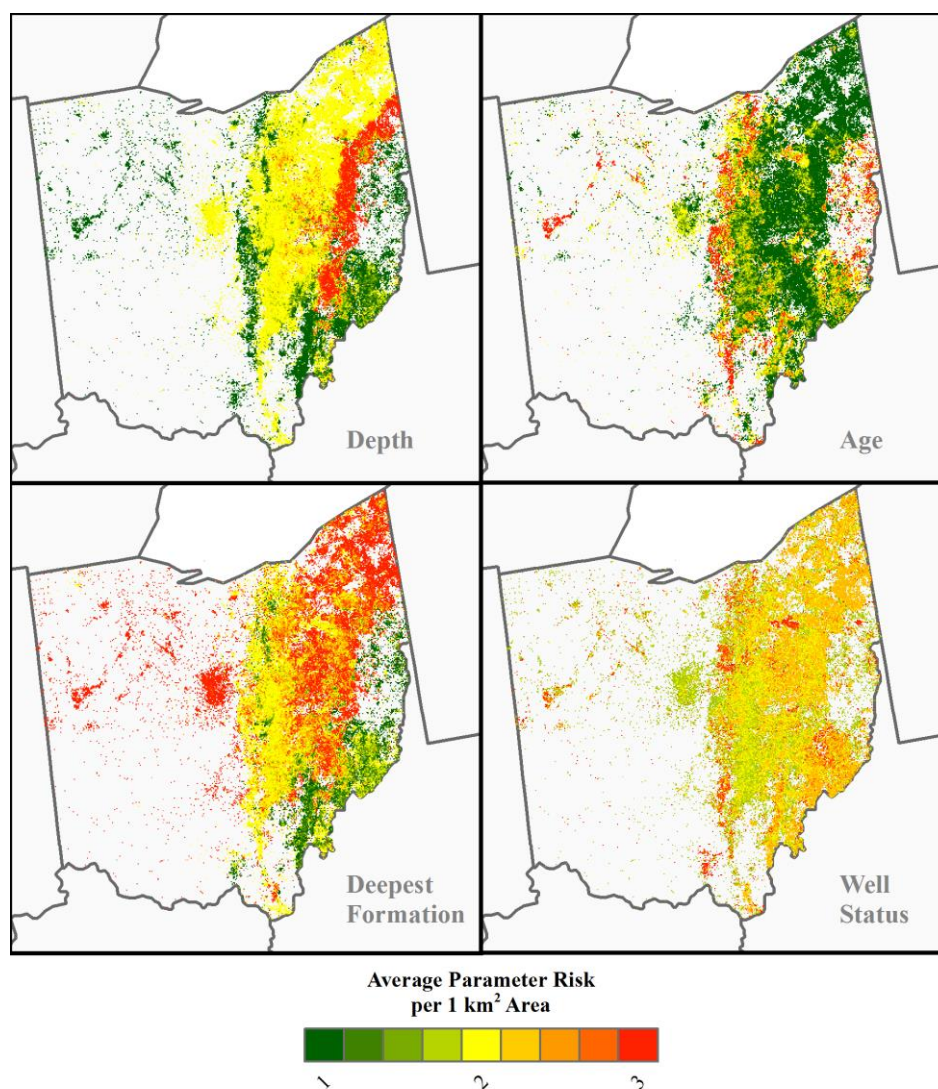 Depth
Age
Deepest
Formation
Well
Status
Average Parameter Risk
per 1 km² Area
1
2
3